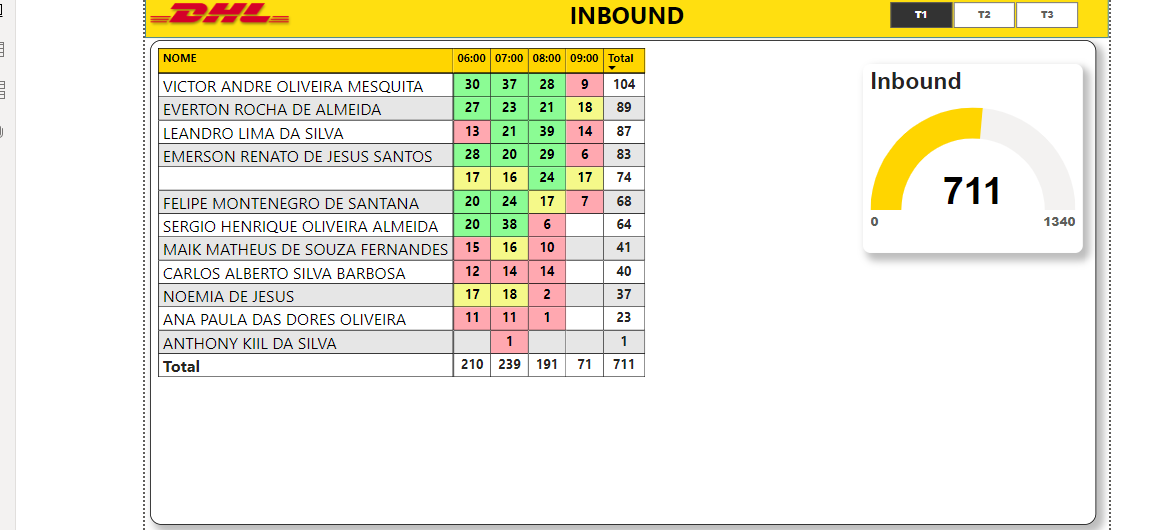 DHL INBOUND T1 T2 T3
NOME 06:00 07:00 08:00 09:00 Total
VICTOR ANDRE OLIVEIRA MESQUITA 30 37 28 9 104
EVERTON ROCHA DE ALMEIDA 27 23 21 18 89
LEANDRO LIMA DA SILVA 13 21 39 14 87
EMERSON RENATO DE JESUS SANTOS 28 20 29 6 83
17 16 24 17 74
FELIPE MONTENEGRO DE SANTANA 20 24 17 7 68
SERGIO HENRIQUE OLIVEIRA ALMEIDA 20 38 6 64
MAIK MATHEUS DE SOUZA FERNANDES 15 16 10 41
CARLOS ALBERTO SILVA BARBOSA 12 14 14 40
NOEMIA DE JESUS 17 18 2 37
ANA PAULA DAS DORES OLIVEIRA 11 11 1 23
ANTHONY KIIL DA SILVA 1 1
Total 210 239 191 71 711
Inbound
711
0 1340